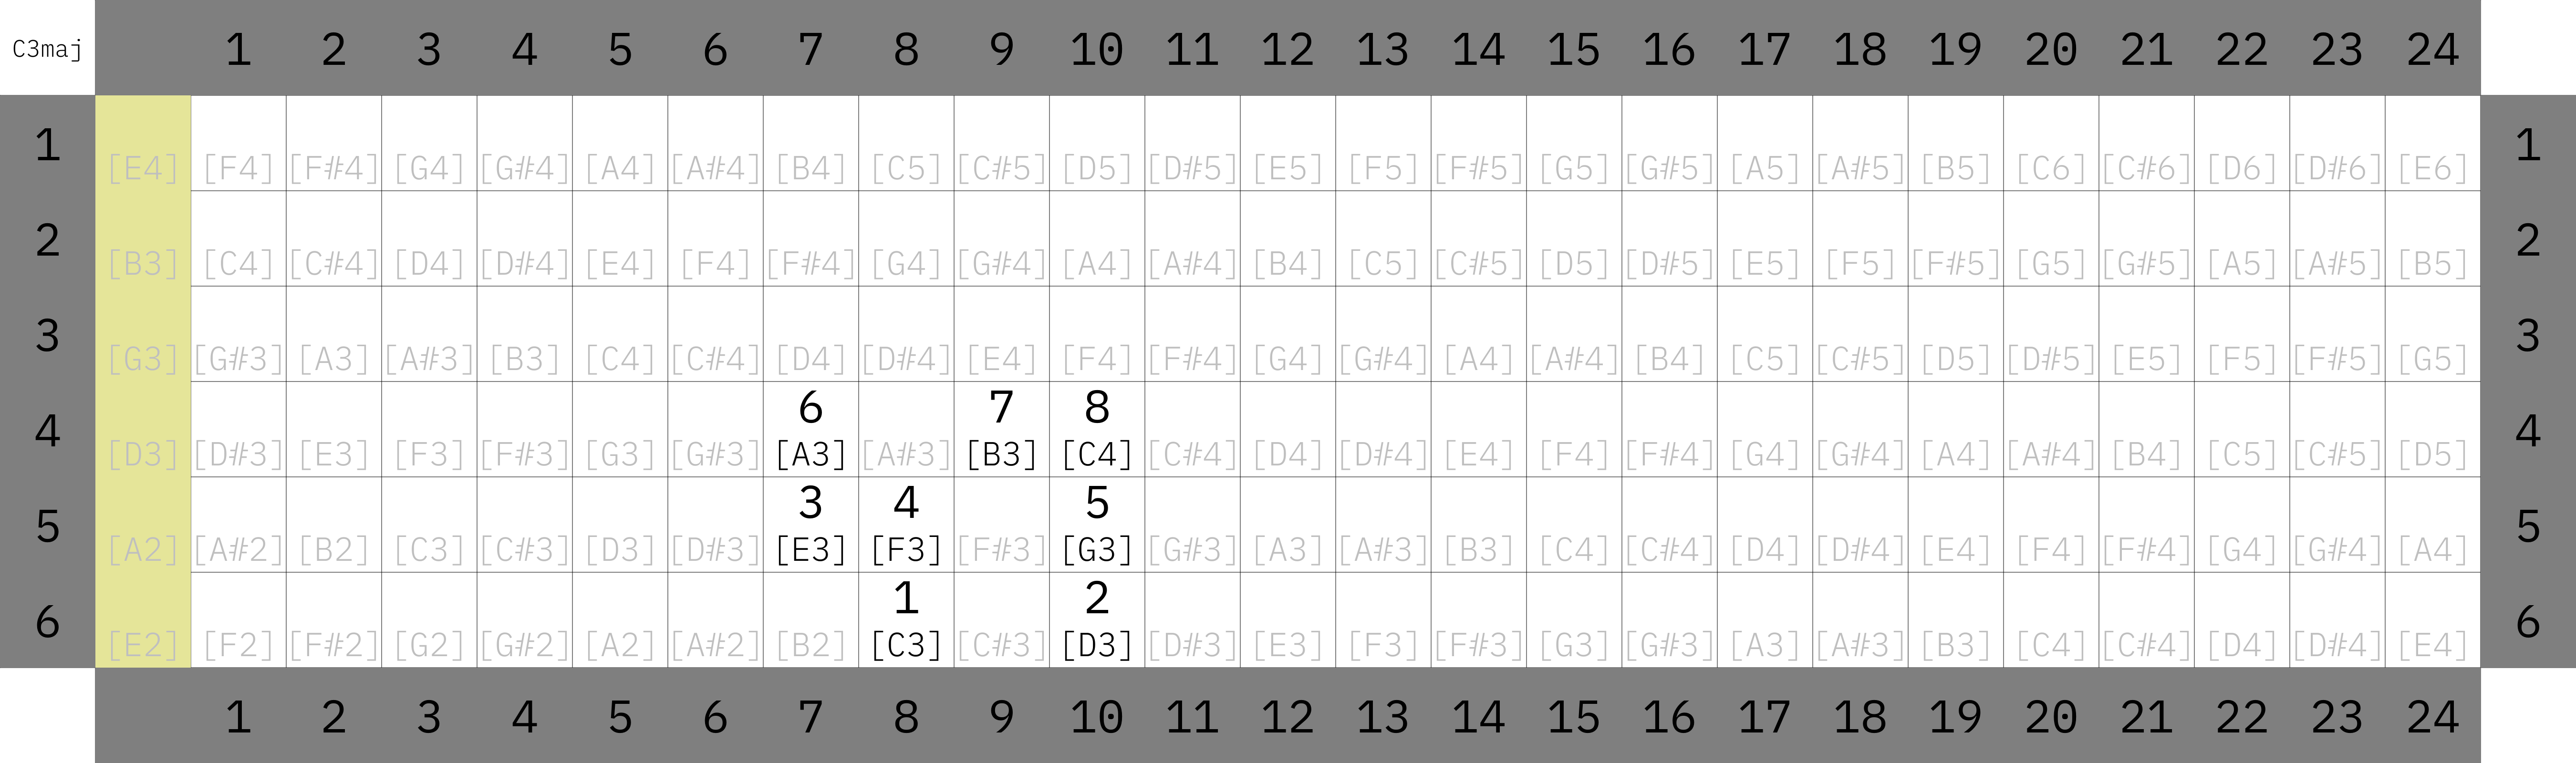 C3maj 1 2 3 4 5 6 7 8 9 10 11 12 13 14 15 16 17 18 19 20 21 22 23 24
1 1
[E4] [F4] [F#4] [G4] [G#4] [A4] [A#4] [B4] [C5] [C#5] [D5] [D#5] [E5] [F5] [F#5] [G5] [G#5] [A5] [A#5] [B5] [C6] [C#6] [D6] [D#6] [E6]
2 2
[B3] [C4] [C#4] [D4] [D#4] [E4] [F4] [F#4] [G4] [G#4] [A4] [A#4] [B4] [C5] [C#5] [D5] [D#5] [E5] [F5] [F#5] [G5] [G#5] [A5] [A#5] [B5]
3 3
[G3] [G#3] [A3] [A#3] [B3] [C4] [C#4] [D4] [D#4] [E4] [F4] [F#4] [G4] [G#4] [A4] [A#4] [B4] [C5] [C#5] [D5] [D#5] [E5] [F5] [F#5] [G5]
4 6 7 8 4
[D3] [D#3] [E3] [F3] [F#3] [G3] [G#3] [A3] [A#3] [B3] [C4] [C#4] [D4] [D#4] [E4] [F4] [F#4] [G4] [G#4] [A4] [A#4] [B4] [C5] [C#5] [D5]
5 3 4 5 5
[A2] [A#2] [B2] [C3] [C#3] [D3] [D#3] [E3] [F3] [F#3] [G3] [G#3] [A3] [A#3] [B3] [C4] [C#4] [D4] [D#4] [E4] [F4] [F#4] [G4] [G#4] [A4]
6 1 2 6
[E2] [F2] [F#2] [G2] [G#2] [A2] [A#2] [B2] [C3] [C#3] [D3] [D#3] [E3] [F3] [F#3] [G3] [G#3] [A3] [A#3] [B3] [C4] [C#4] [D4] [D#4] [E4]
1 2 3 4 5 6 7 8 9 10 11 12 13 14 15 16 17 18 19 20 21 22 23 24